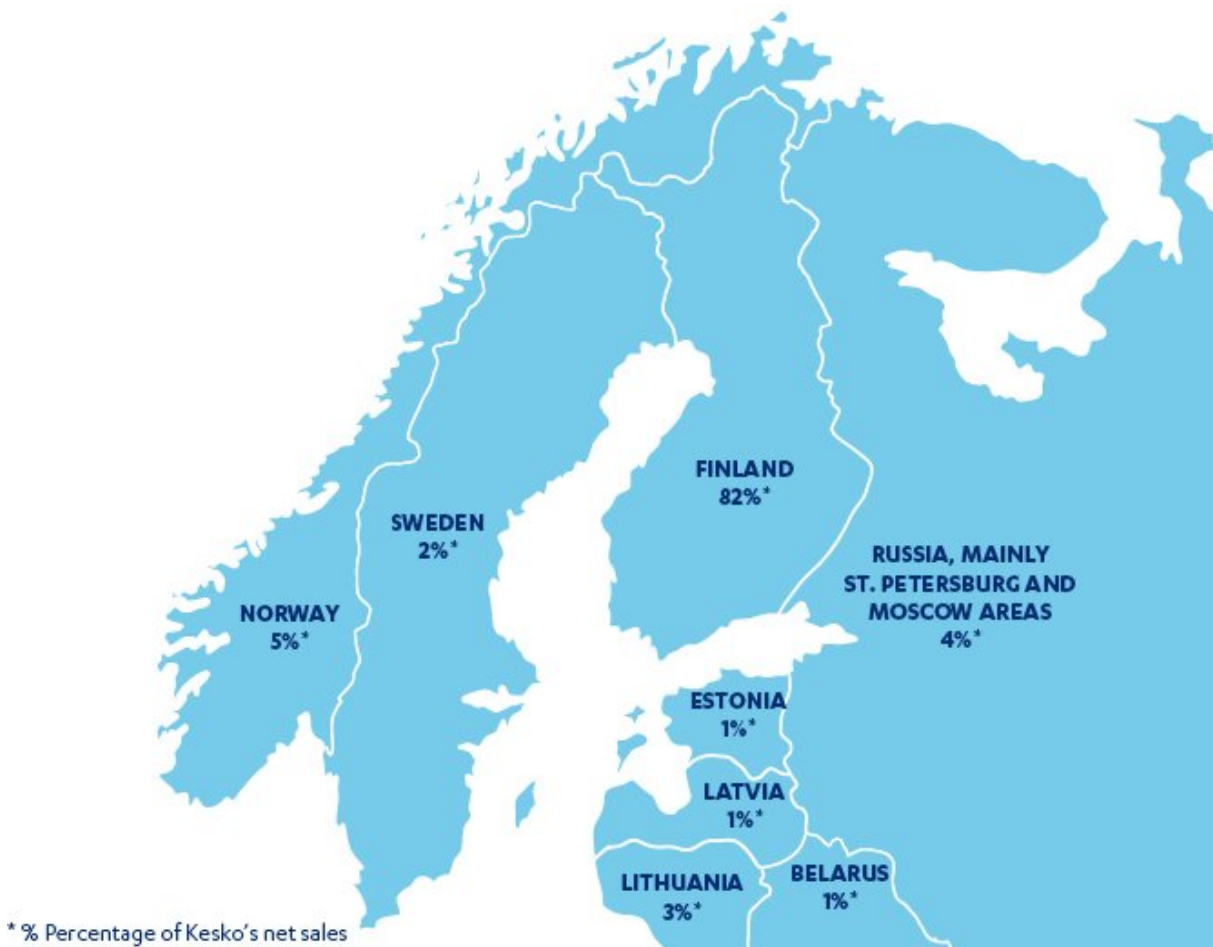 FINLAND
82%*
SWEDEN
2%*
RUSSIA, MAINLY
ST. PETERSBURG AND
MOSCOW AREAS
4%*
NORWAY
5%*
ESTONIA
1%*
LATVIA
1%*
LITHUANIA
3%*
BELARUS
1%*
* % Percentage of Kesko's net sales